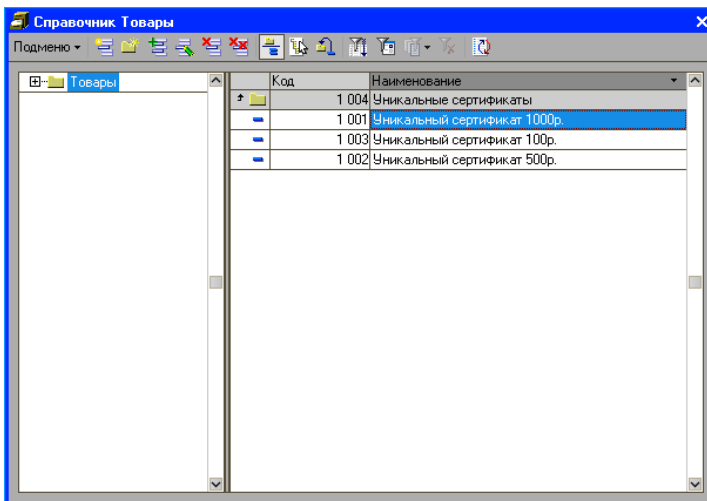 Справочник Товары
Подменю
Товары
Код Наименование
1 004 Уникальные сертификаты
1 001 Уникальный сертификат 1000р.
1 003 Уникальный сертификат 100р.
1 002 Уникальный сертификат 500р.